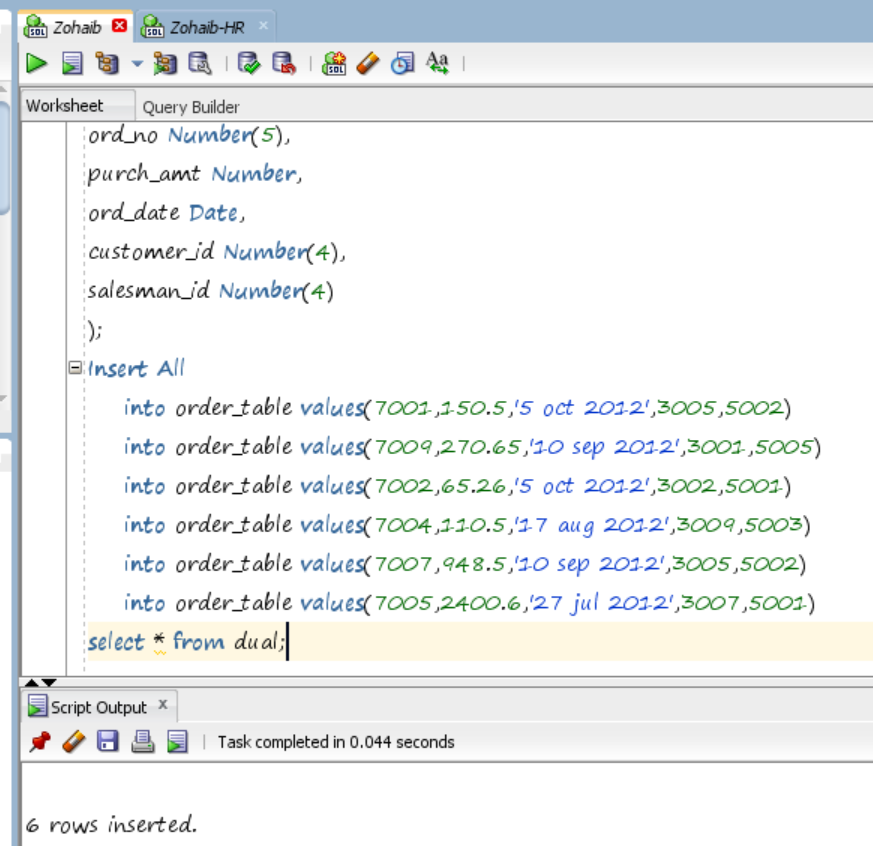 Zohaib Zohaib-HR
Worksheet Query Builder
ord_no Number(5),
purch_amt Number,
ord_date Date,
customer_id Number(4),
salesman_id Number(4)
);
Insert All
into order_table values(7001,150.5,'5 oct 2012',3005,5002)
into order_table values(7009,270.65,'10 sep 2012',3001,5005)
into order_table values(7002,65.26,'5 oct 2012',3002,5001)
into order_table values(7004,110.5,'17 aug 2012',3009,5003)
into order_table values(7007,948.5,'10 sep 2012',3005,5002)
into order_table values(7005,2400.6,'27 jul 2012',3007,5001)
select * from dual;
Script Output x
Task completed in 0.044 seconds
6 rows inserted.